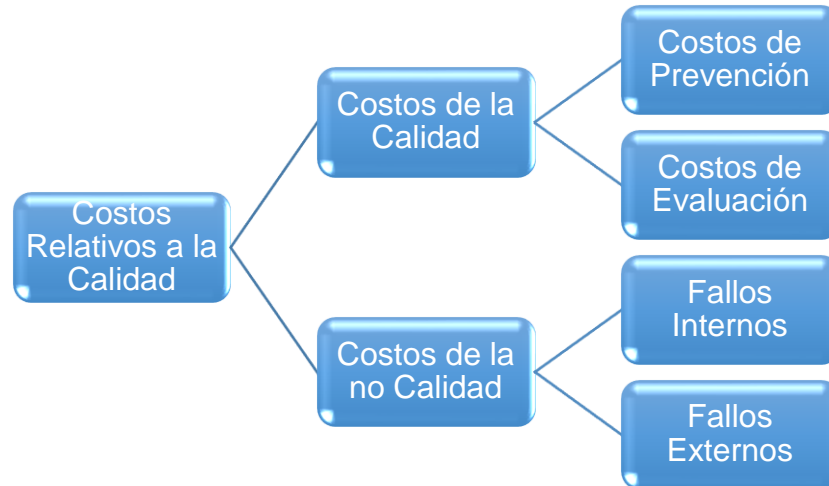 Costos
Relativos a la
Calidad
Costos de la
Calidad
Costos de
Prevención
Costos de
Evaluación
Costos de la
no Calidad
Fallos
Internos
Fallos
Externos